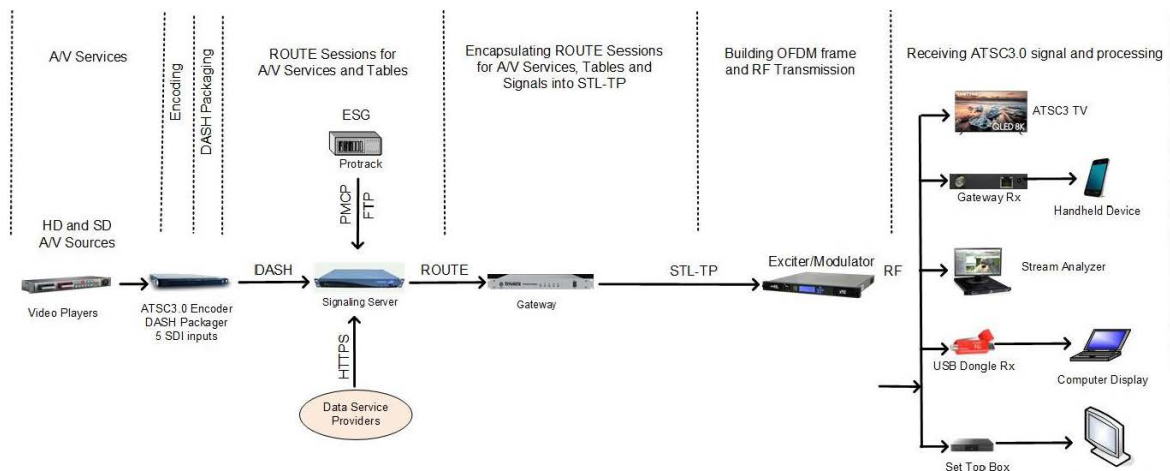 A/V Services
Encoding
DASH Packaging
ROUTE Sessions for
A/V Services and Tables
Encapsulating ROUTE Sessions
for A/V Services, Tables and
Signals into STL-TP
Building OFDM frame
and RF Transmission
Receiving ATSC3.0 signal and processing
ESG
Protrack
PMCP
FTP
QLED 8K
ATSC3 TV
Gateway Rx
Handheld Device
HD and SD
A/V Sources
DASH
ROUTE
STL-TP
Exciter/Modulator
RF
Stream Analyzer
Video Players
ATSC3.0 Encoder
DASH Packager
5 SDI inputs
Signaling Server
Gateway
HTTPS
USB Dongle Rx
Computer Display
Data Service
Providers
Set Top Box